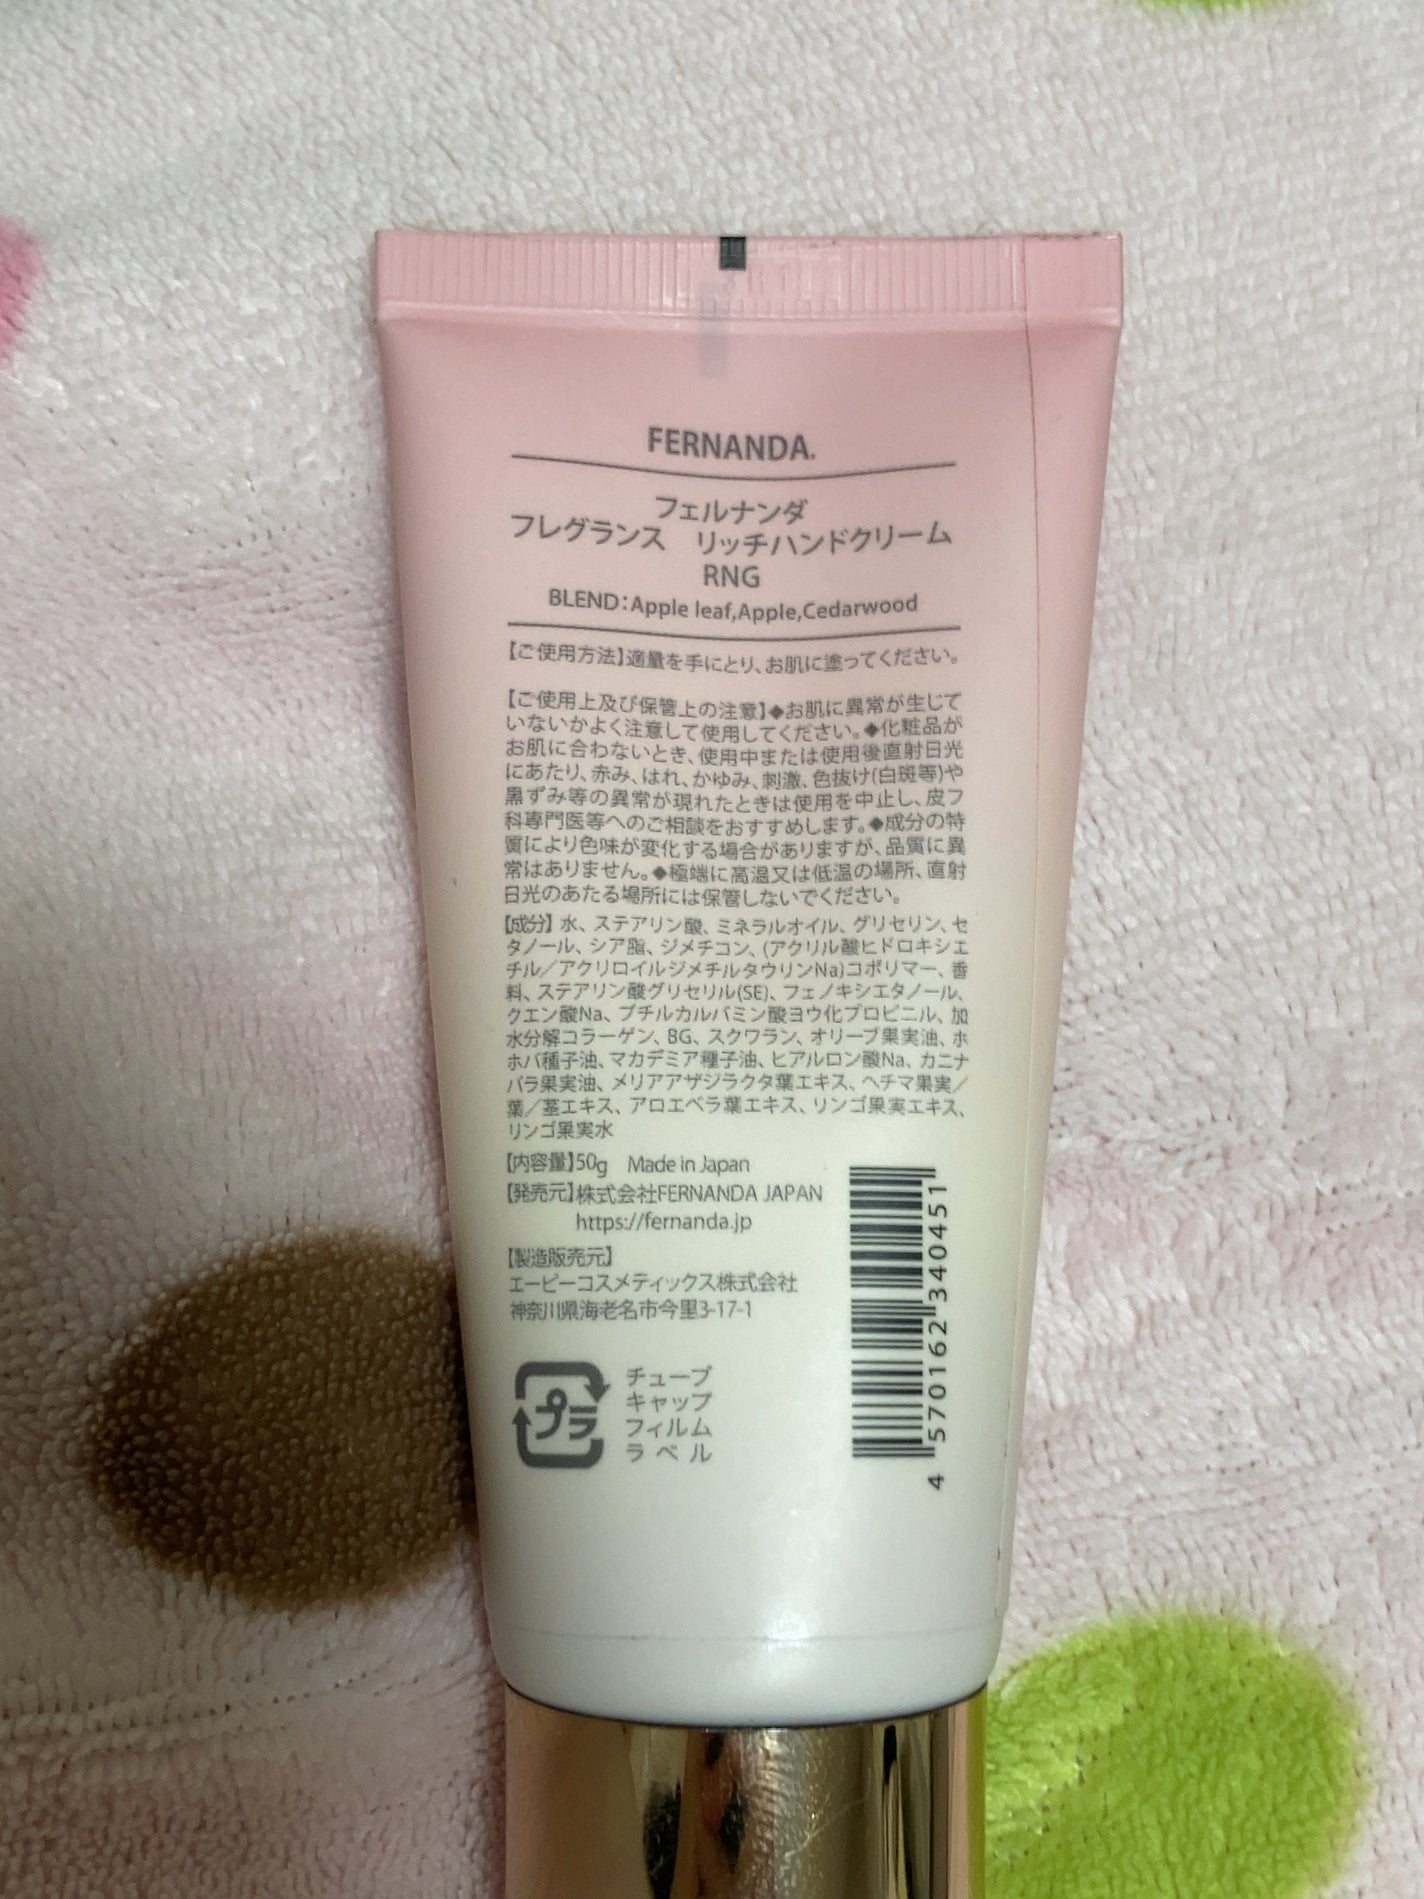 FERNANDA.
フェルナンダ
フレグランス　リッチハンドクリーム
RNG
BLEND:Apple leaf,Apple,Cedarwood
【ご使用方法】適量を手にとり、お肌に塗ってください。
【ご使用上及び保管上の注意】◆お肌に異常が生じて
いないかよく注意して使用してください。◆化粧品が
お肌に合わないとき、使用中または使用後直射日光
にあたり、赤み、はれ、かゆみ、刺激、色抜け(白斑等)や
黒ずみ等の異常が現れたときは使用を中止し、皮フ
科専門医等へのご相談をおすすめします。◆成分の特
質により色味が変化する場合がありますが、品質に異
常はありません。◆極端に高温又は低温の場所、直射
日光のあたる場所には保管しないでください。
【成分】水、ステアリン酸、ミネラルオイル、グリセリン、セ
タノール、シア脂、ジメチコン、(アクリル酸ヒドロキシエ
チル／アクリロイルジメチルタウリンNa)コポリマー、香
料、ステアリン酸グリセリル(SE)、フェノキシエタノール、
クエン酸Na、ブチルカルバミン酸ヨウ化プロピニル、加
水分解コラーゲン、BG、スクワラン、オリーブ果実油、ホ
ホバ種子油、マカデミア種子油、ヒアルロン酸Na、カニナ
バラ果実油、メリアアザジラクタ葉エキス、ヘチマ果実／
葉／茎エキス、アロエベラ葉エキス、リンゴ果実エキス、
リンゴ果実水
【内容量】50g　Made in Japan
【発売元】株式会社FERNANDA JAPAN
https://fernanda.jp
【製造販売元】
エーピーコスメティックス株式会社
神奈川県海老名市今里3-17-1
プラ
チューブ
キャップ
フィルム
ラベル
4 570162 340451